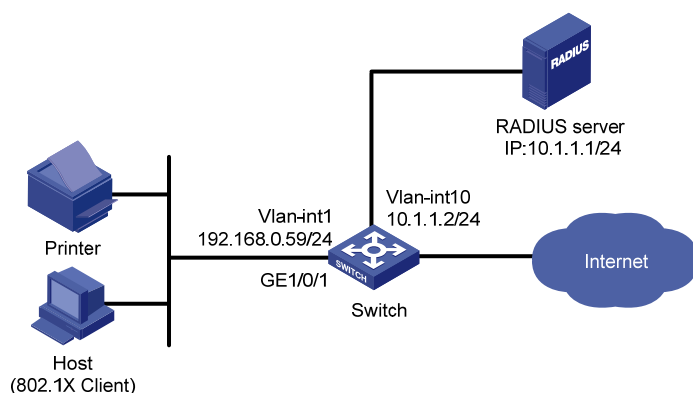 RADIUS
RADIUS server
IP:10.1.1.1/24
Printer
Vlan-int1
192.168.0.59/24
GE1/0/1
Vlan-int10
10.1.1.2/24
SWITCH
Switch
Internet
Host
(802.1X Client)